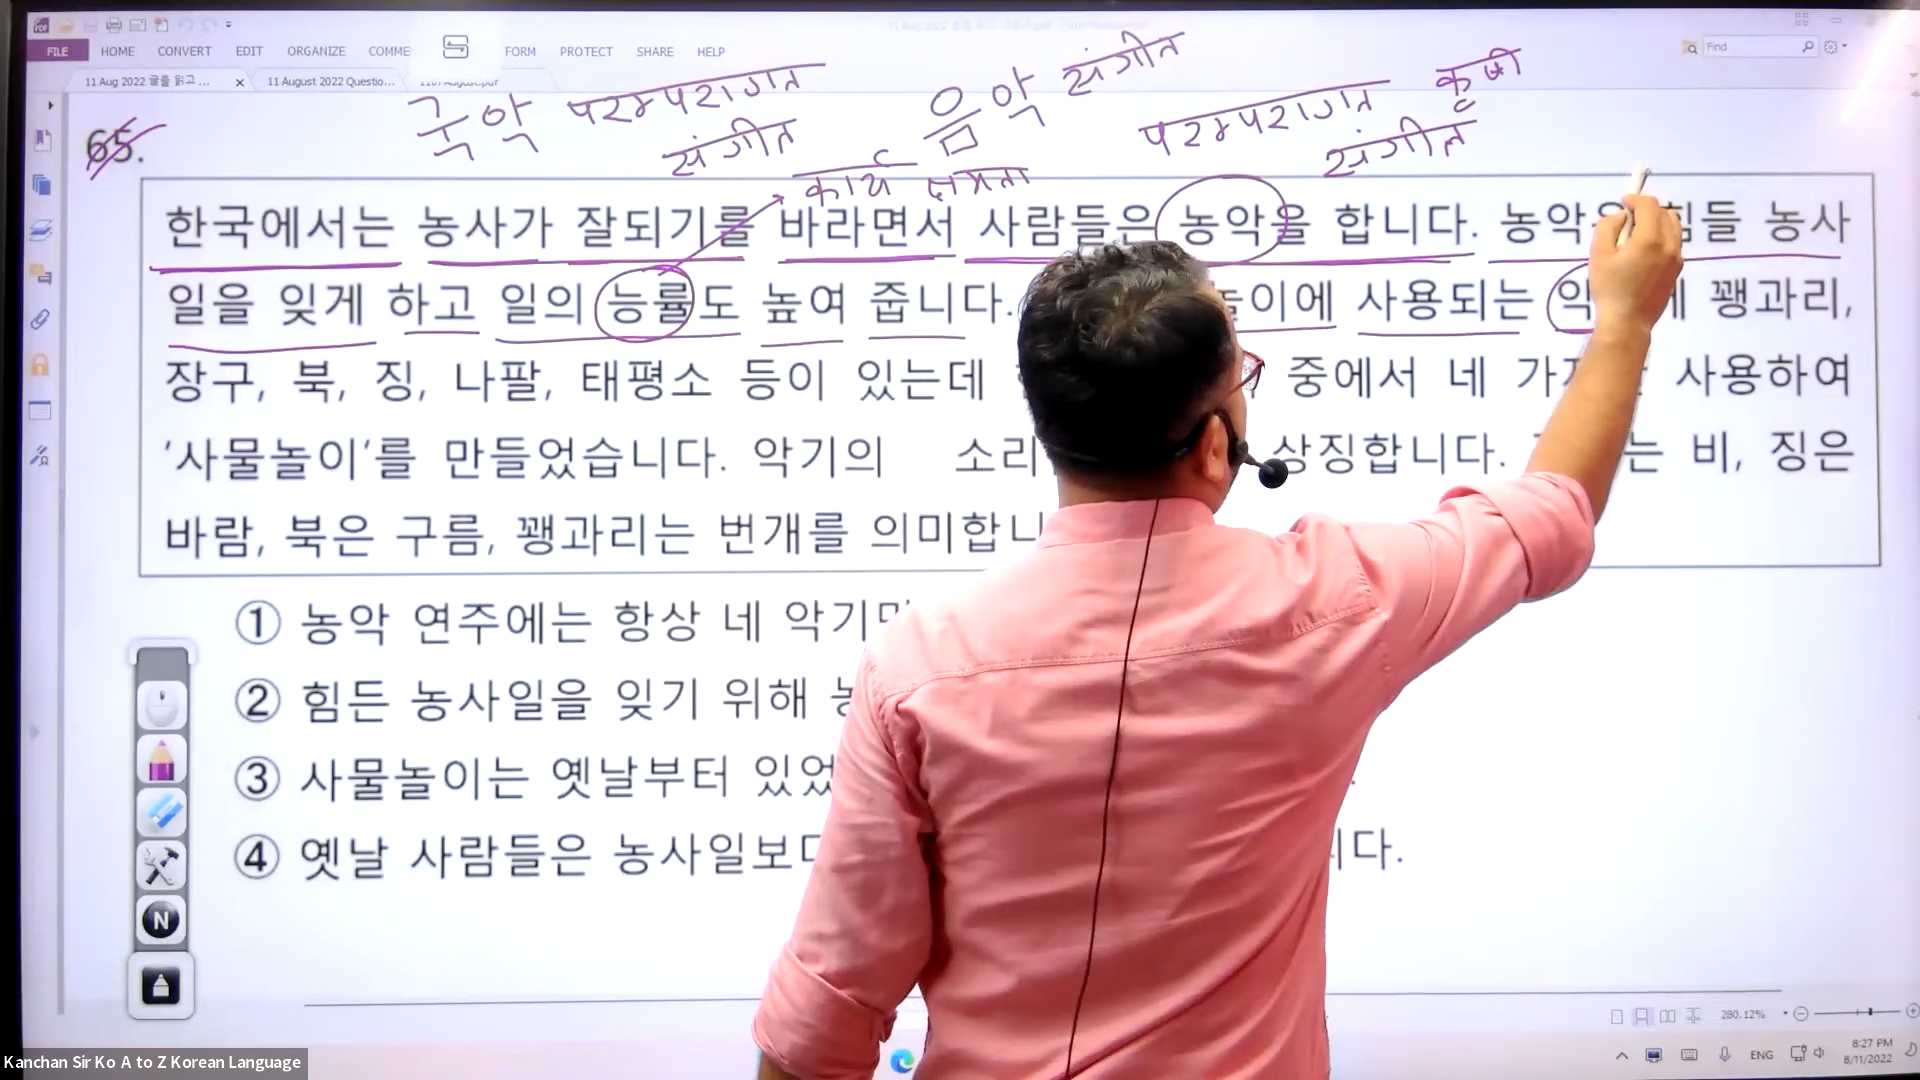 FILE HOME CONVERT EDIT ORGANIZE COMME FORM PROTECT SHARE HELP
Find
11 Aug 2022 글을 읽고 ... 11 August 2022 Questio...
국악 परम्परागत संगीत
음악 संगीत
परम्परागत कृषी संगीत
कार्य क्षमता
65.
한국에서는 농사가 잘되기를 바라면서 사람들은 농악을 합니다. 농악은 힘들 농사
일을 잊게 하고 일의 능률도 높여 줍니다. 놀이에 사용되는 꽹과리,
장구, 북, 징, 나팔, 태평소 등이 있는데 중에서 네 사용하여
'사물놀이'를 만들었습니다. 악기의 소리 상징합니다. 비, 징은
바람, 북은 구름, 꽹과리는 번개를 의미합니
① 농악 연주에는 항상 네
② 힘든 농사일을 잊기 위해
③ 사물놀이는 옛날부터
④ 옛날 사람들은 농사일보다 니다.
N
280.12%
ENG
8:27 PM
8/11/2022
Kanchan Sir Ko A to Z Korean Language